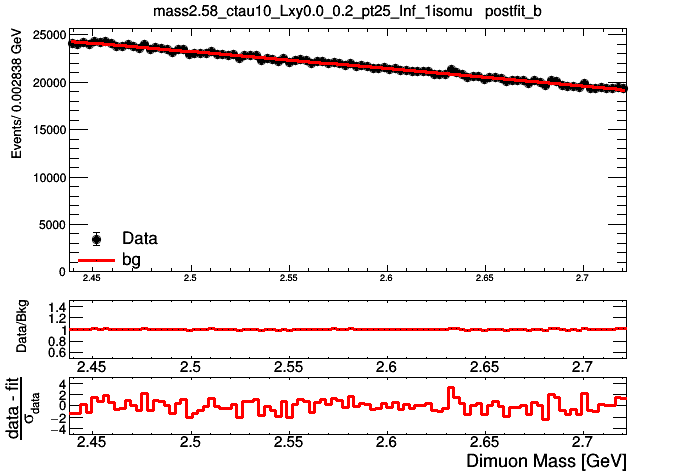 mass2.58_ctau10_Lxy0.0_0.2_pt25_Inf_1isomu postfit_b
Events/ 0.002838 GeV
25000
20000
15000
10000
5000
0
Data
bg
2.45 2.5 2.55 2.6 2.65 2.7
Data/Bkg
1.4
1.2
1
0.8
0.6
2.45 2.5 2.55 2.6 2.65 2.7
data - fit
σdata
4
2
0
−2
−4
2.45 2.5 2.55 2.6 2.65 2.7
Dimuon Mass [GeV]